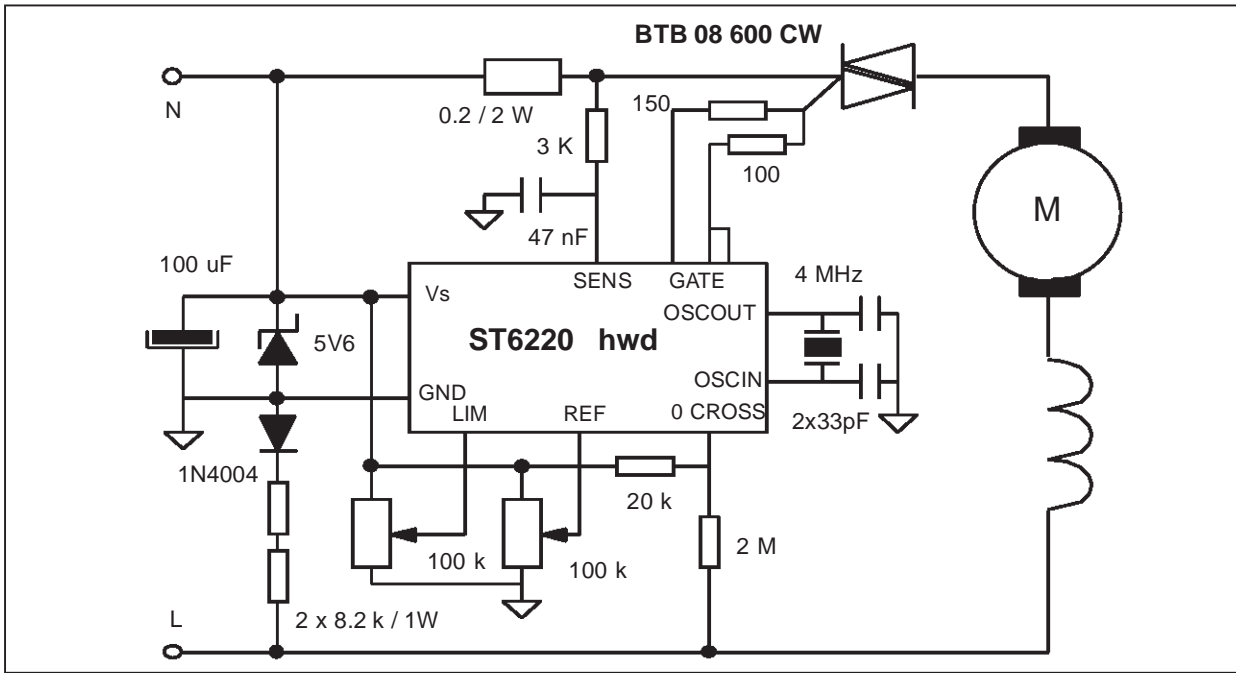 BTB 08 600 CW
N
0.2 / 2 W
150
3 K
100
M
47 nF
100 uF
SENS
GATE
4 MHz
Vs
OSCOUT
5V6
ST6220 hwd
GND
OSCIN
LIM
REF
0 CROSS
2x33pF
1N4004
20 k
100 k
100 k
2 M
L
2 x 8.2 k / 1W